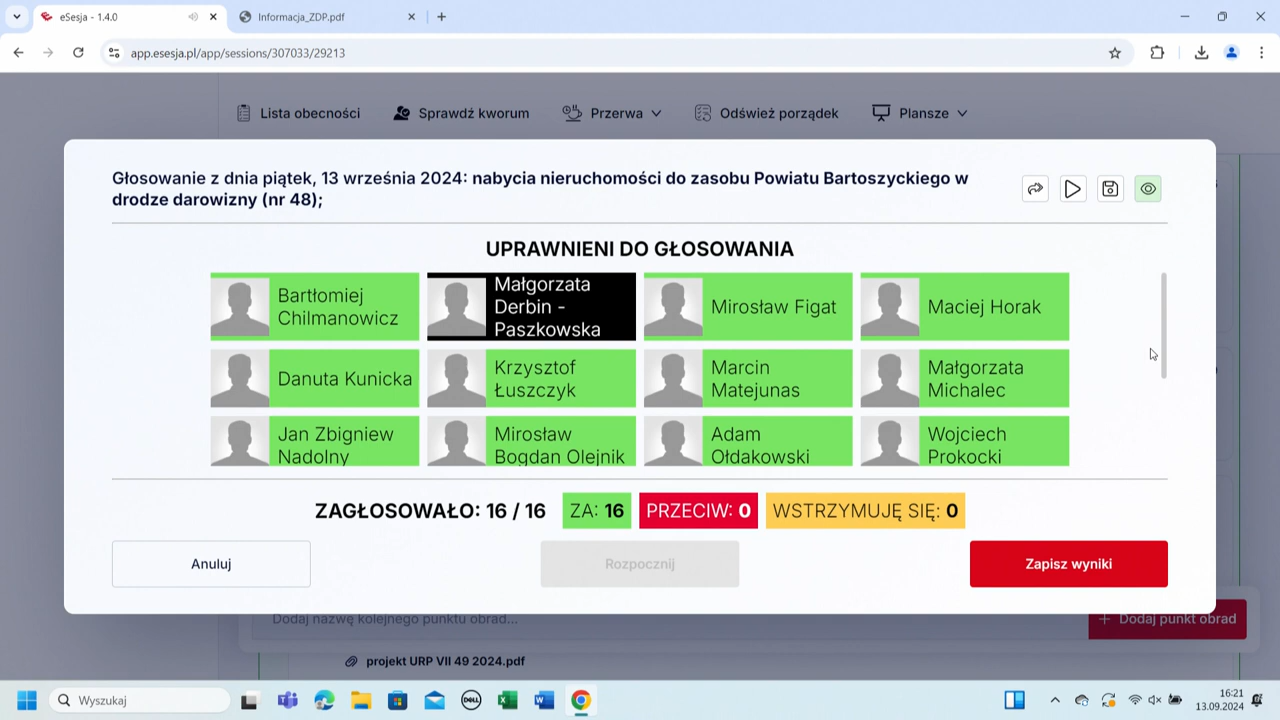 eSesja - 1.4.0
Informacja_ZDP.pdf
app.esesja.pl/app/sessions/307033/29213
Lista obecności
Sprawdź kworum
Przerwa
Odśwież porządek
Plansze
Głosowanie z dnia piątek, 13 września 2024: nabycia nieruchomości do zasobu Powiatu Bartoszyckiego w
drodze darowizny (nr 48);
UPRAWNIENI DO GŁOSOWANIA
Bartłomiej
Chilmanowicz
Małgorzata
Derbin -
Paszkowska
Mirosław Figat
Maciej Horak
Danuta Kunicka
Krzysztof
Łuszczyk
Marcin
Matejunas
Małgorzata
Michalec
Jan Zbigniew
Nadolny
Mirosław
Bogdan Olejnik
Adam
Ołdakowski
Wojciech
Prokocki
ZAGŁOSOWAŁO: 16 / 16
ZA: 16
PRZECIW: 0
WSTRZYMUJĘ SIĘ: 0
Anuluj
Rozpocznij
Zapisz wyniki
Dodaj nazwę kolejnego punktu obrad...
+ Dodaj punkt obrad
projekt URP VII 49 2024.pdf
Wyszukaj
DELL
16:21
13.09.2024